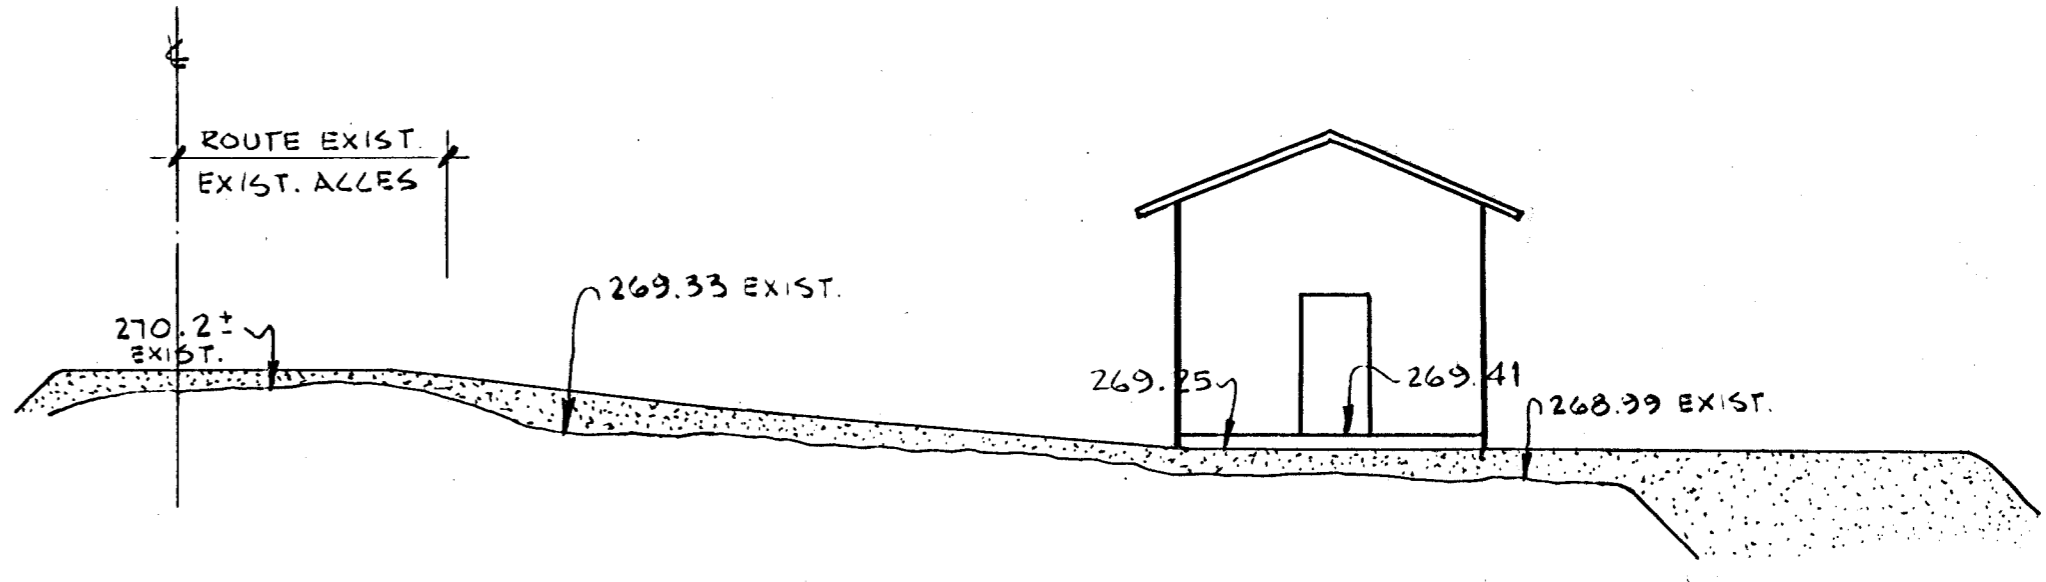 ℄
ROUTE EXIST.
EXIST. ACCES
270.2±
EXIST.
269.33 EXIST.
269.25
269.41
268.99 EXIST.